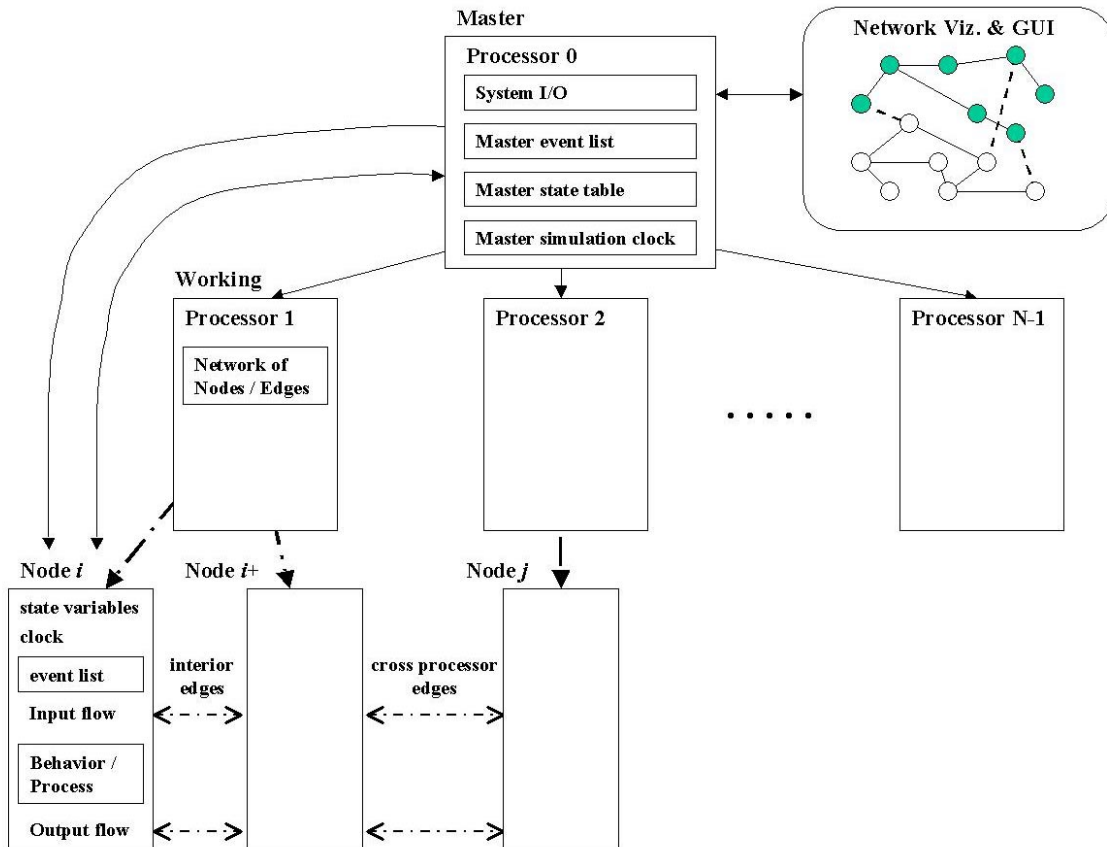 Master
Network Viz. & GUI
Processor 0
System I/O
Master event list
Master state table
Master simulation clock
Working
Processor 1
Processor 2
Processor N-1
Network of
Nodes / Edges
. . . . .
Node i
Node i+
Node j
state variables
clock
event list
interior
edges
cross processor
edges
Input flow
Behavior /
Process
Output flow